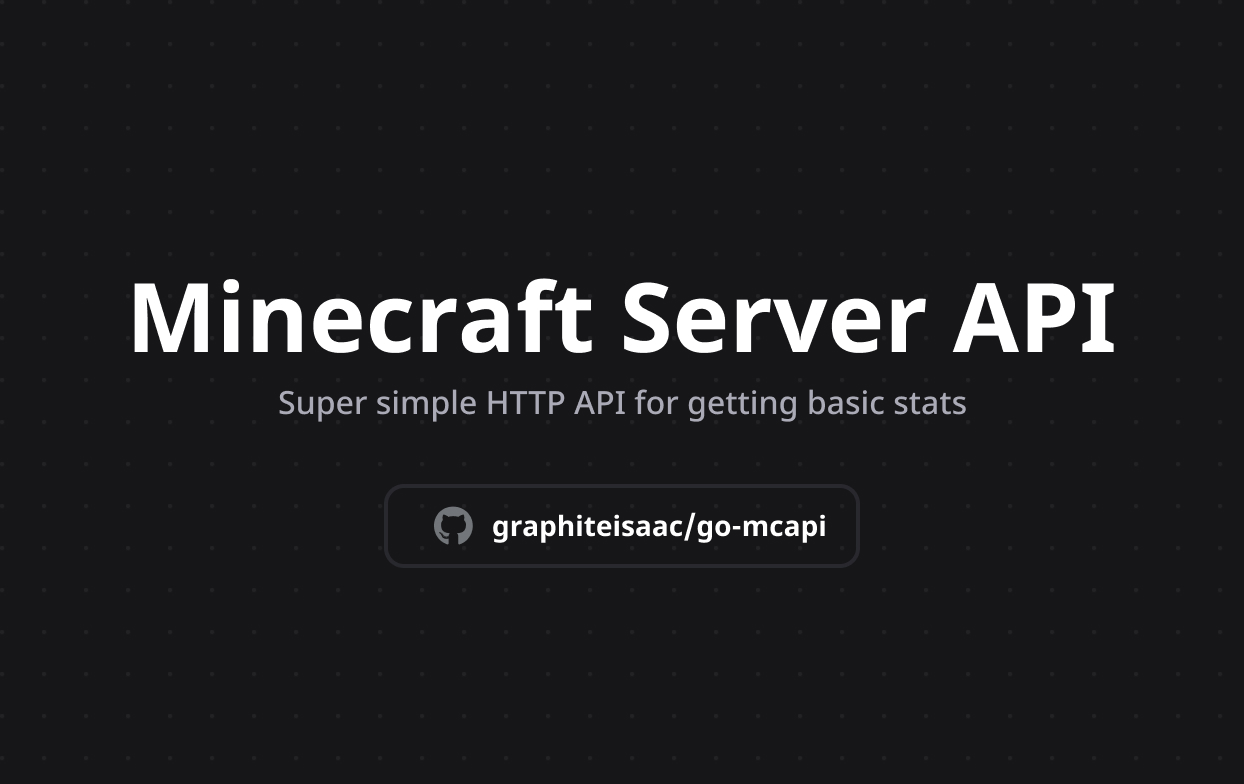 Minecraft Server API
Super simple HTTP API for getting basic stats
graphiteisaac/go-mcapi